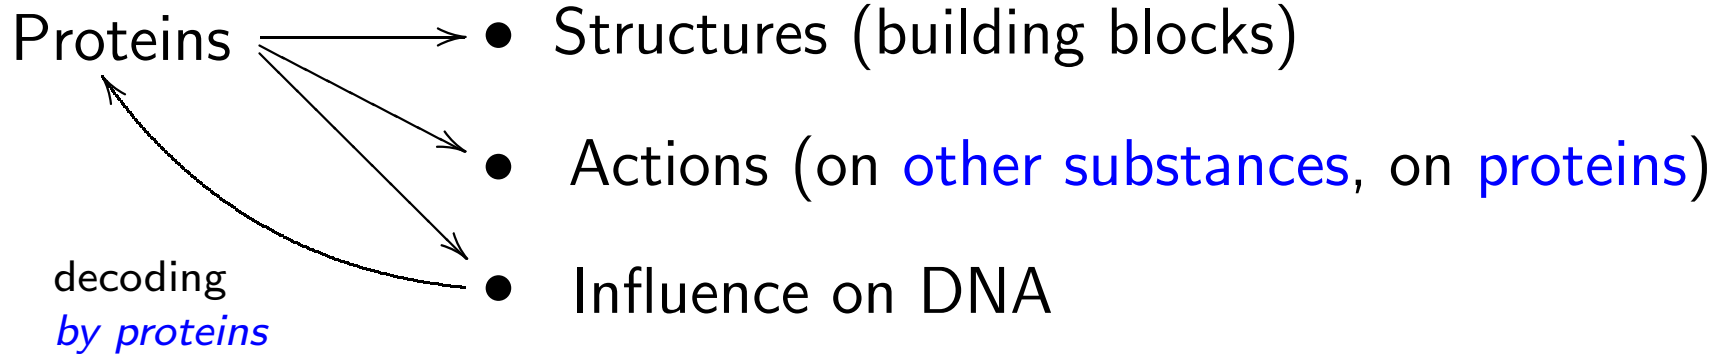 Proteins • Structures (building blocks)
• Actions (on other substances, on proteins)
• Influence on DNA
decoding
by proteins